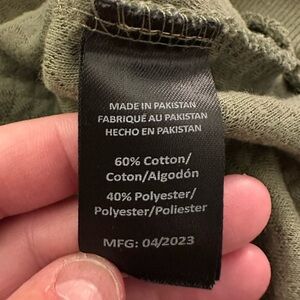 MADE IN PAKISTAN
FABRIQUÉ AU PAKISTAN
HECHO EN PAKISTAN
60% Cotton/
Coton/Algodón
40% Polyester/
Polyester/Poliester
MFG: 04/2023